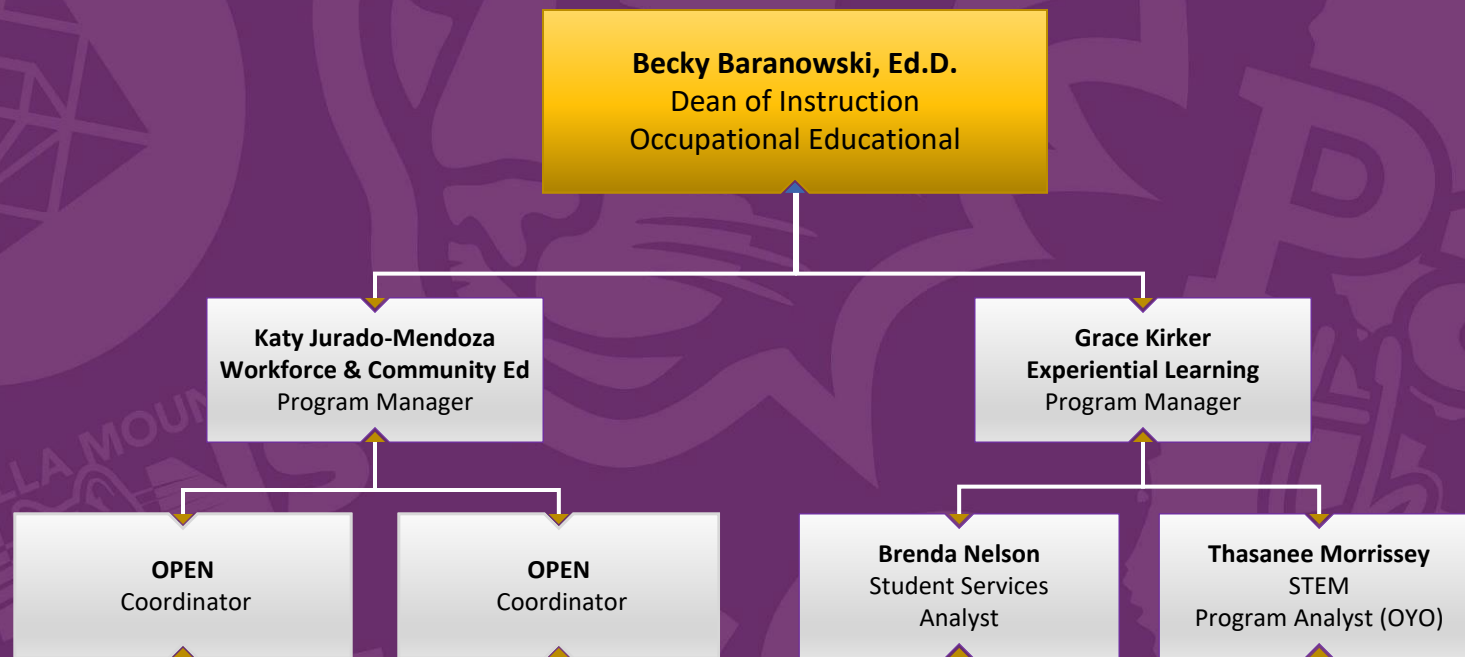 Becky Baranowski, Ed.D.
Dean of Instruction
Occupational Educational
Katy Jurado-Mendoza
Workforce & Community Ed
Program Manager
Grace Kirker
Experiential Learning
Program Manager
OPEN
Coordinator
OPEN
Coordinator
Brenda Nelson
Student Services
Analyst
Thasanee Morrissey
STEM
Program Analyst (OYO)